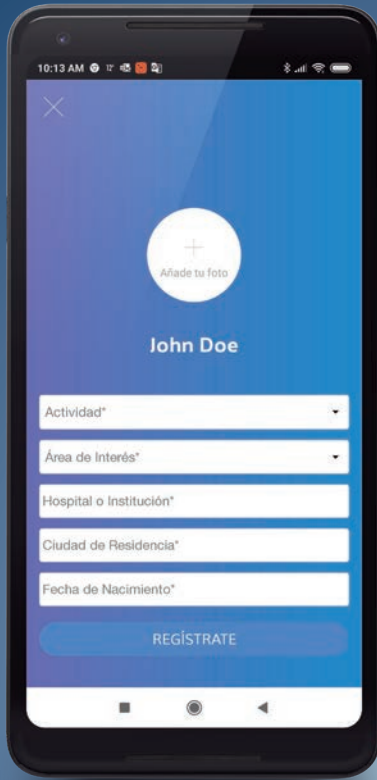 10:13 AM
Añade tu foto
John Doe
Actividad*
Área de Interés*
Hospital o Institución*
Ciudad de Residencia*
Fecha de Nacimiento*
REGÍSTRATE